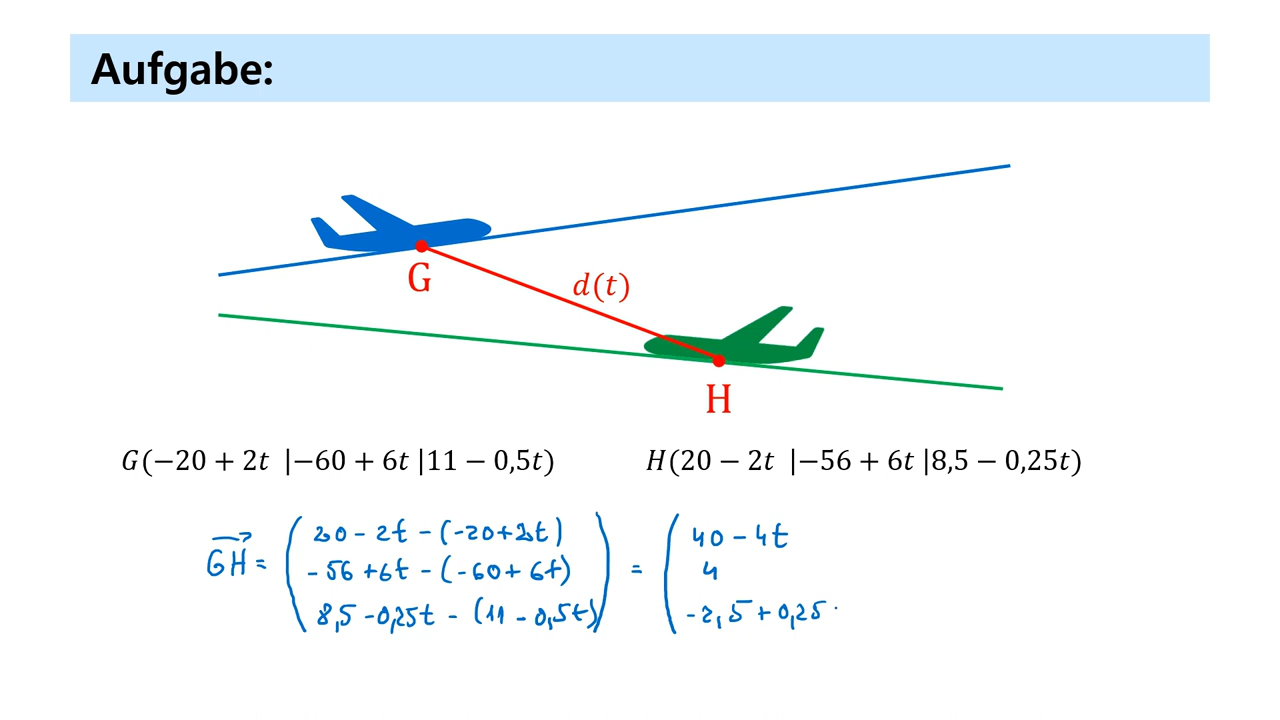 Aufgabe:
G
d(t)
H
G(−20 + 2t |−60 + 6t |11 − 0,5t) H(20 − 2t |−56 + 6t |8,5 − 0,25t)
20 - 2t - (-20+2t) 40 - 4t
GH = -56 +6t - (-60+6t) = 4
8,5 -0,25t - (11 - 0,5t) -2,5 + 0,25